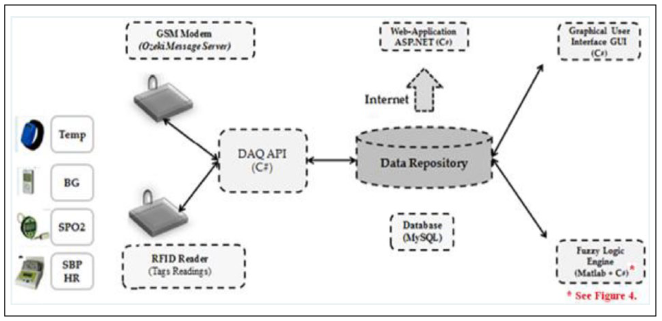 GSM Modem
(Ozeki Message Server)
Web-Application
ASP.NET (C#)
Graphical User
Interface GUI
(C#)
Internet
Temp
BG
SPO2
SBP
HR
DAQ API
(C#)
Data Repository
RFID Reader
(Tags Readings)
Database
(MySQL)
Fuzzy Logic
Engine
(Matlab + C#)*
* See Figure 4.